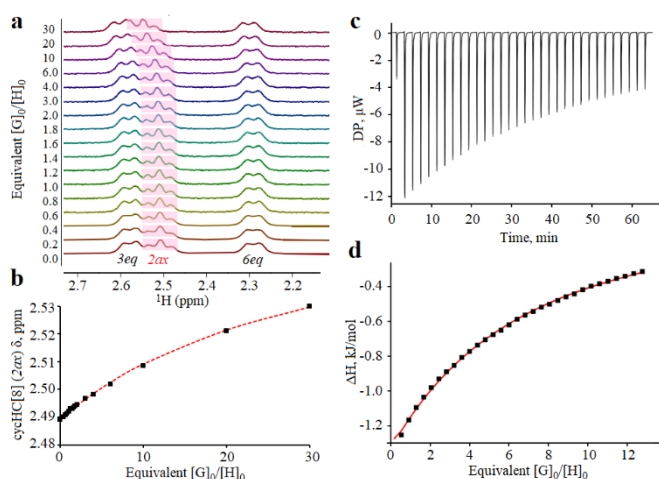 a
Equivalent [G]₀/[H]₀
30
20
10
6.0
4.0
3.0
2.0
1.8
1.6
1.4
1.2
1.0
0.8
0.6
0.4
0.2
0.0
3eq 2ax 6eq
2.7 2.6 2.5 2.4 2.3 2.2
¹H (ppm)
b
cycHC[8] (2ax) δ, ppm
2.53
2.52
2.51
2.50
2.49
2.48
0 10 20 30
Equivalent [G]₀/[H]₀
c
DP, μW
0
-2
-4
-6
-8
-10
-12
0 10 20 30 40 50 60
Time, min
d
ΔH, kJ/mol
-0.4
-0.6
-0.8
-1.0
-1.2
0 2 4 6 8 10 12
Equivalent [G]₀/[H]₀